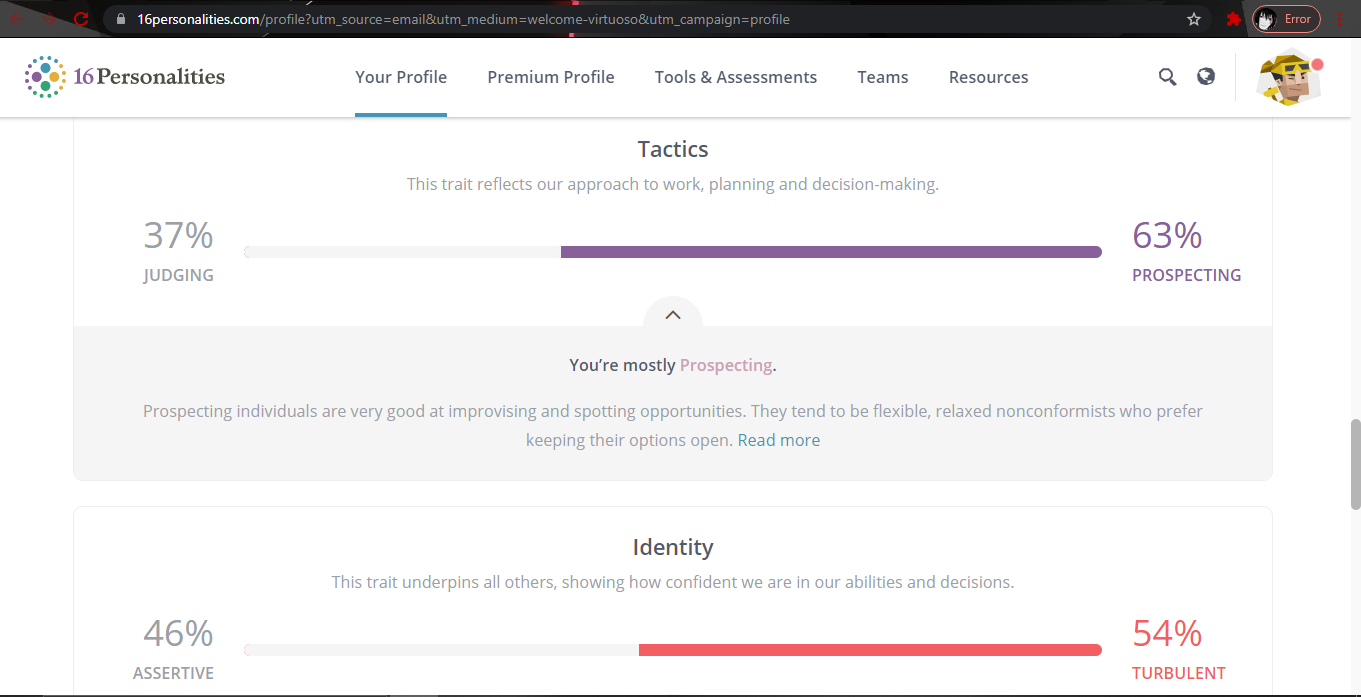 16personalities.com/profile?utm_source=email&utm_medium=welcome-virtuoso&utm_campaign=profile
Error
16Personalities
Your Profile
Premium Profile
Tools & Assessments
Teams
Resources
Tactics
This trait reflects our approach to work, planning and decision-making.
37%
63%
JUDGING
PROSPECTING
You’re mostly Prospecting.
Prospecting individuals are very good at improvising and spotting opportunities. They tend to be flexible, relaxed nonconformists who prefer
keeping their options open. Read more
Identity
This trait underpins all others, showing how confident we are in our abilities and decisions.
46%
54%
ASSERTIVE
TURBULENT